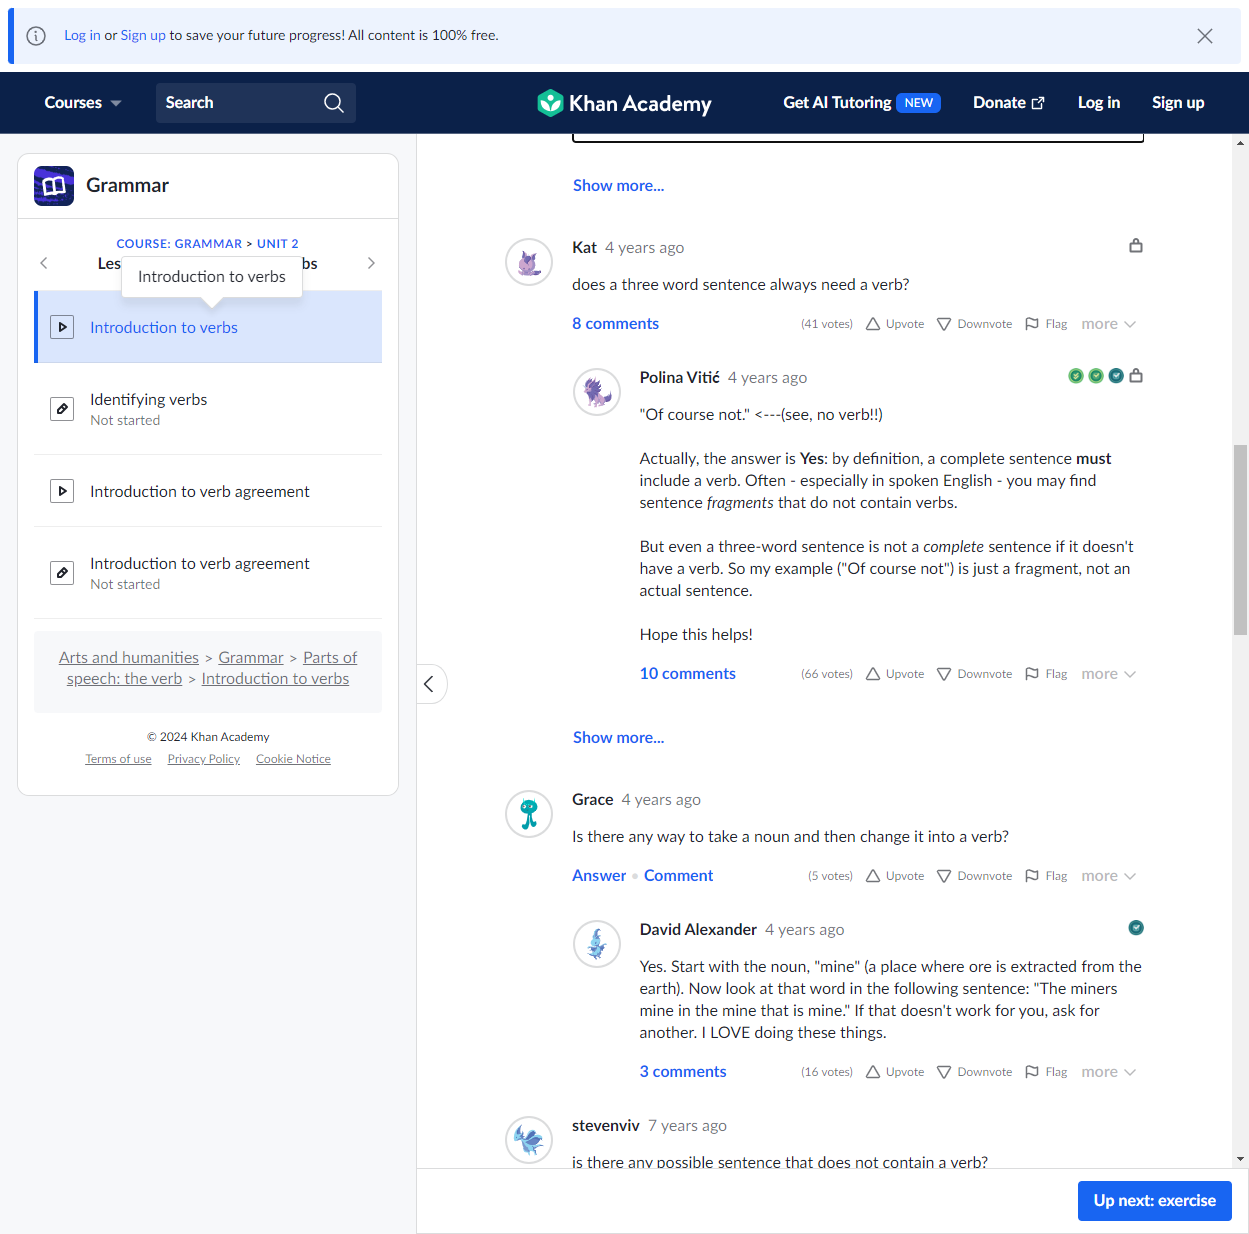 Log in or Sign up to save your future progress! All content is 100% free.
Courses
Search
Khan Academy
Get AI Tutoring NEW
Donate
Log in
Sign up
Grammar
COURSE: GRAMMAR > UNIT 2
Les
bs
Introduction to verbs
Introduction to verbs
Identifying verbs
Not started
Introduction to verb agreement
Introduction to verb agreement
Not started
Arts and humanities > Grammar > Parts of
speech: the verb > Introduction to verbs
© 2024 Khan Academy
Terms of use Privacy Policy Cookie Notice
Show more...
Kat 4 years ago
does a three word sentence always need a verb?
8 comments (41 votes) Upvote Downvote Flag more
Polina Vitić 4 years ago
"Of course not." <---(see, no verb!!)
Actually, the answer is Yes: by definition, a complete sentence must
include a verb. Often - especially in spoken English - you may find
sentence fragments that do not contain verbs.
But even a three-word sentence is not a complete sentence if it doesn't
have a verb. So my example ("Of course not") is just a fragment, not an
actual sentence.
Hope this helps!
10 comments (66 votes) Upvote Downvote Flag more
Show more...
Grace 4 years ago
Is there any way to take a noun and then change it into a verb?
Answer • Comment (5 votes) Upvote Downvote Flag more
David Alexander 4 years ago
Yes. Start with the noun, "mine" (a place where ore is extracted from the
earth). Now look at that word in the following sentence: "The miners
mine in the mine that is mine." If that doesn't work for you, ask for
another. I LOVE doing these things.
3 comments (16 votes) Upvote Downvote Flag more
stevenviv 7 years ago
is there any possible sentence that does not contain a verb?
Up next: exercise